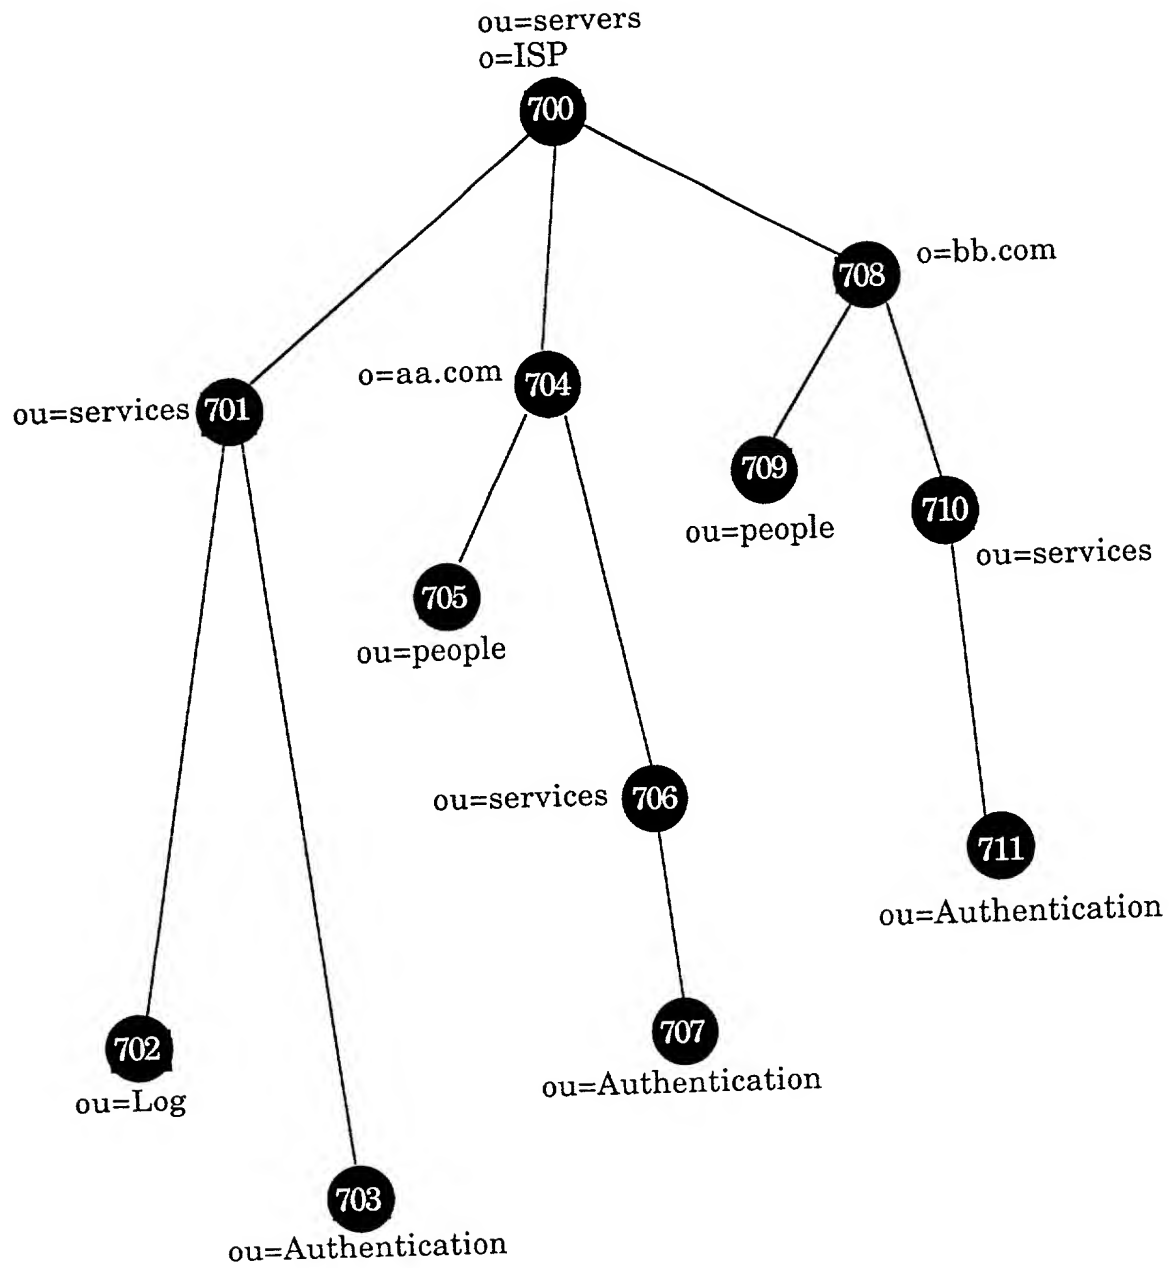 ou=servers
o=ISP
700
708
o=bb.com
o=aa.com
704
ou=services
701
709
ou=people
710
ou=services
705
ou=people
ou=services
706
711
ou=Authentication
707
702
ou=Authentication
ou=Log
703
ou=Authentication